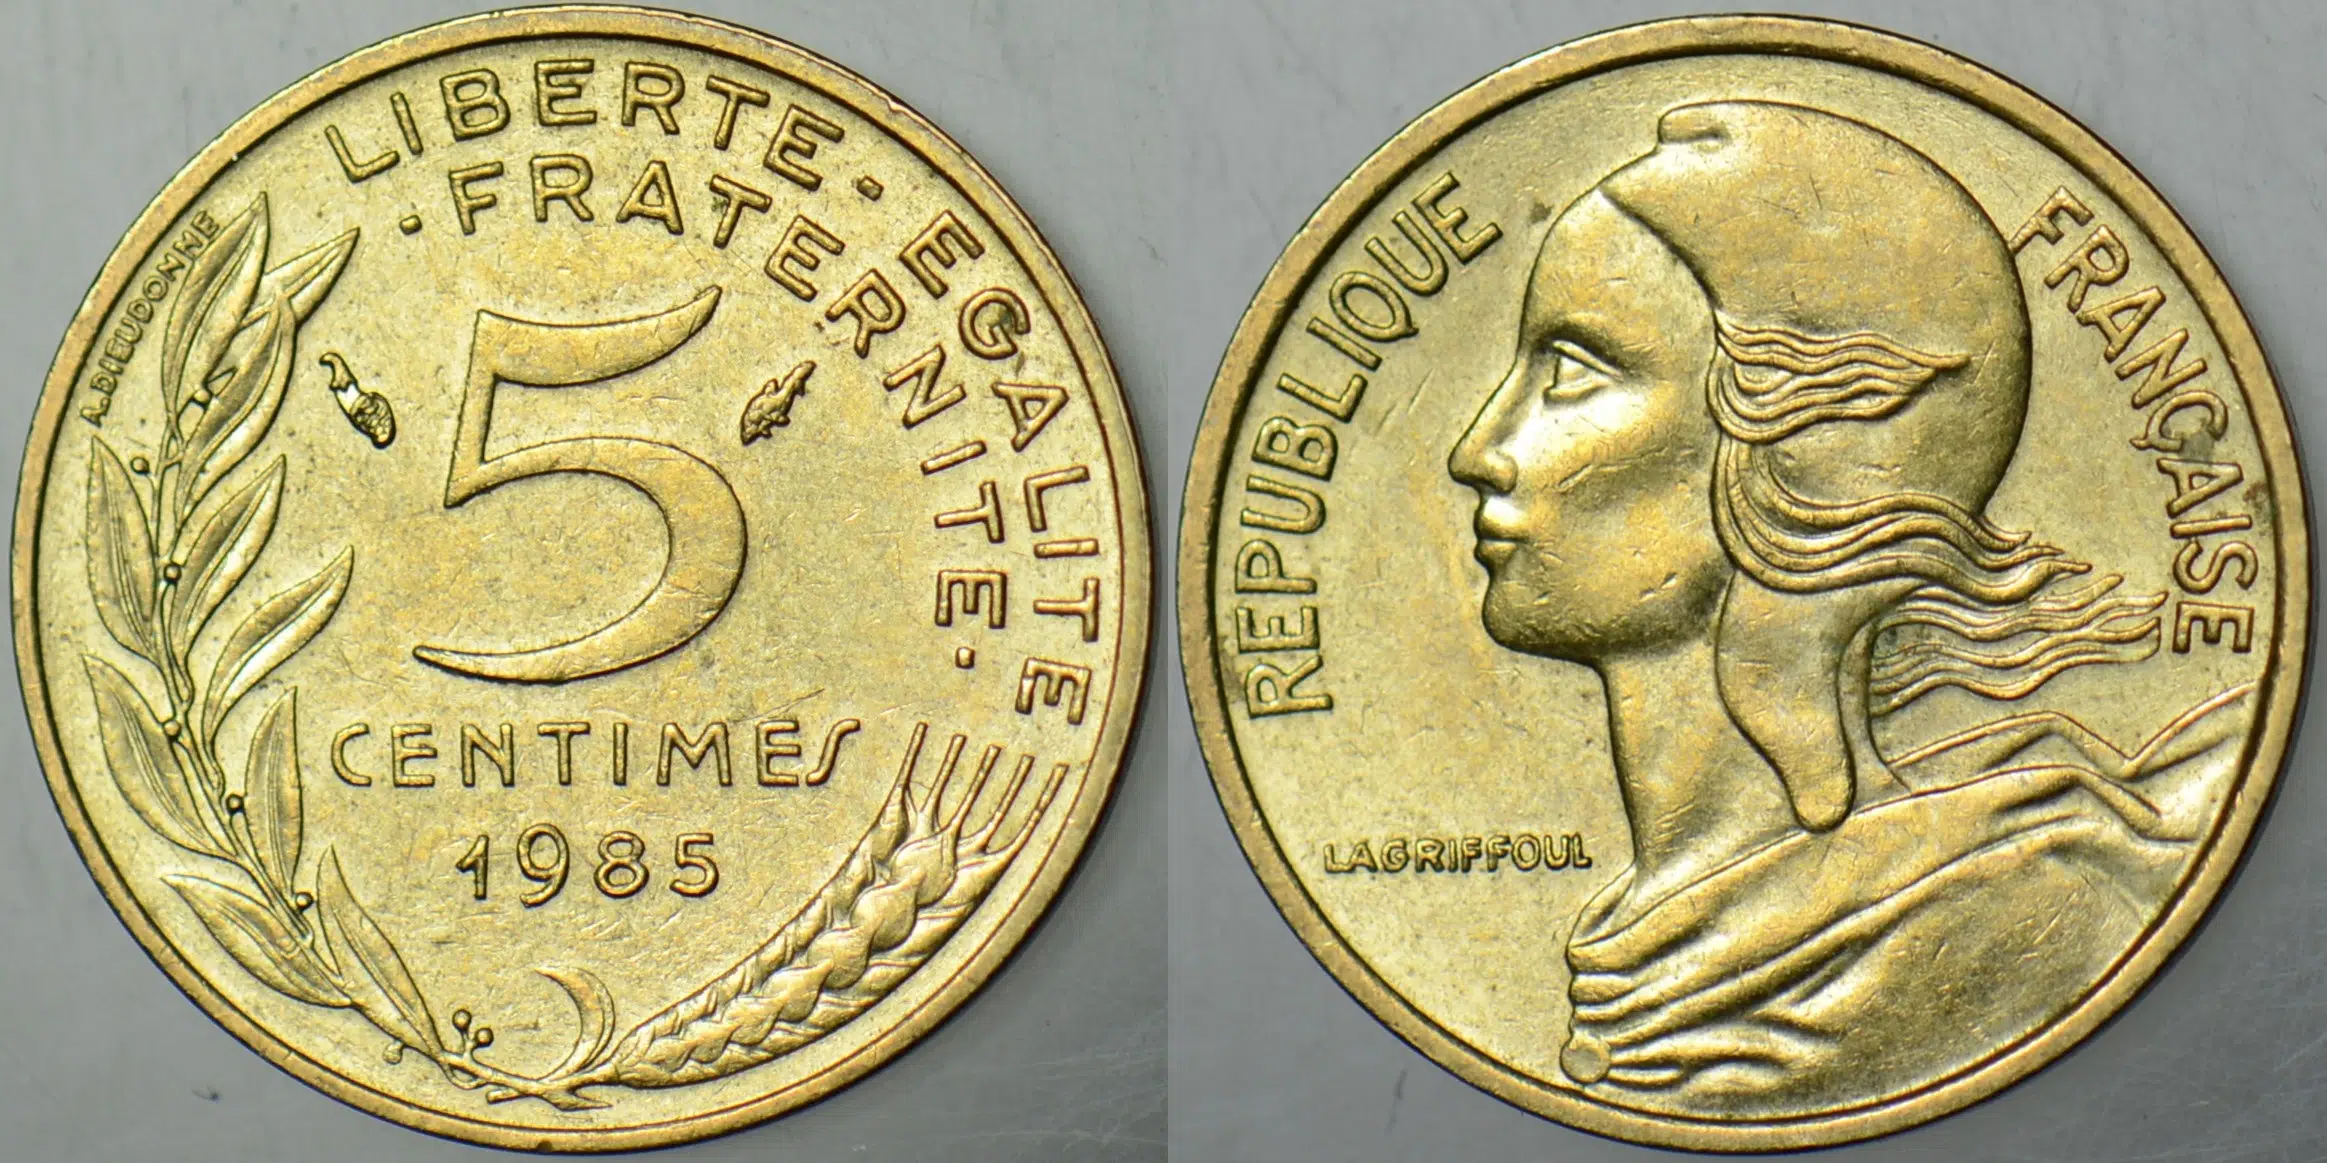 LIBERTE · EGALITE
· FRATERNITE ·
A. DIEUDONNE
5
CENTIMES
1985
REPUBLIQUE
FRANÇAISE
LAGRIFFOUL